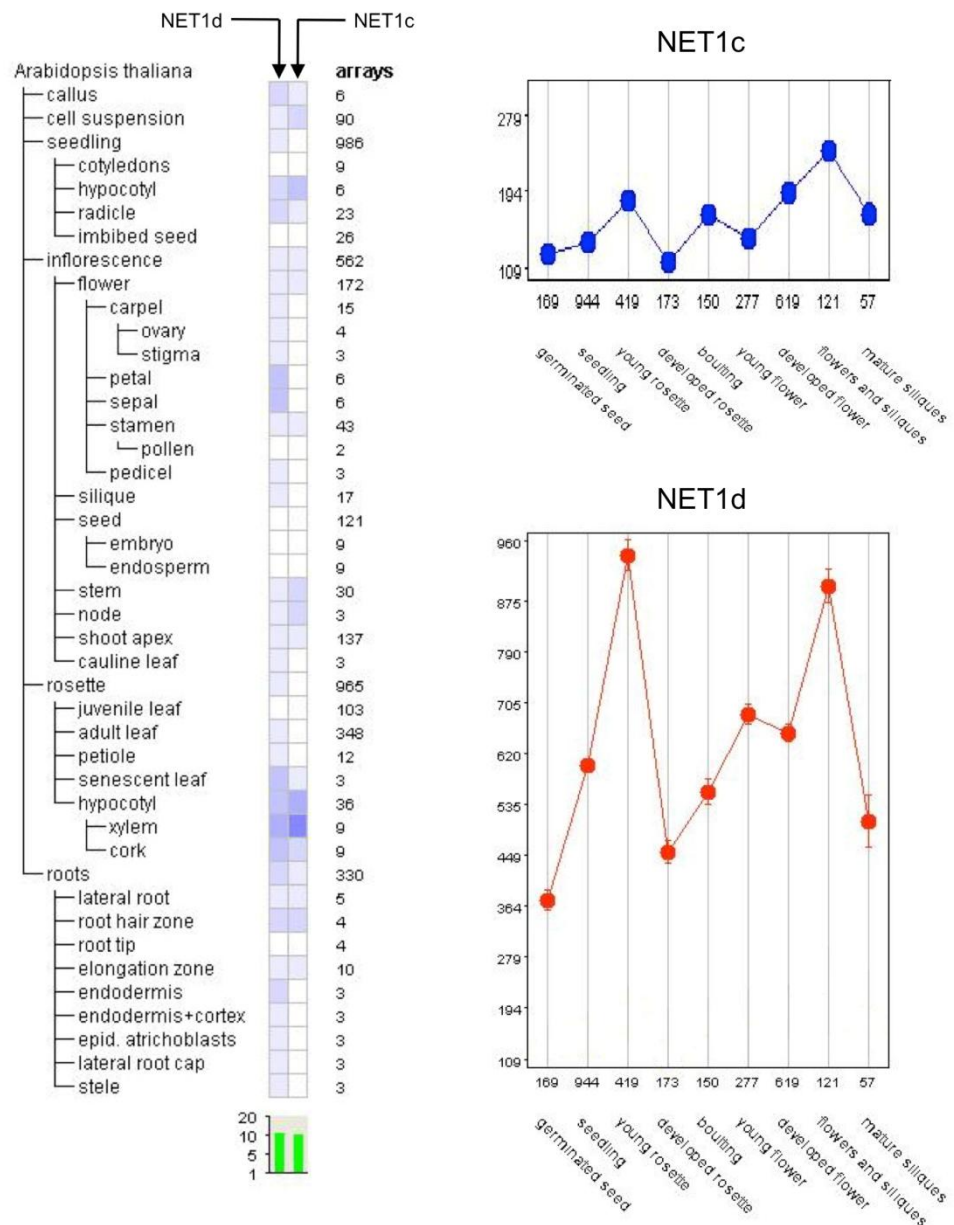 NET1d NET1c
Arabidopsis thaliana arrays
callus 6
cell suspension 90
seedling 986
cotyledons 9
hypocotyl 6
radicle 23
imbibed seed 26
inflorescence 562
flower 172
carpel 15
ovary 4
stigma 3
petal 6
sepal 6
stamen 43
pollen 2
pedicel 3
silique 17
seed 121
embryo 9
endosperm 9
stem 30
node 3
shoot apex 137
cauline leaf 3
rosette 965
juvenile leaf 103
adult leaf 348
petiole 12
senescent leaf 3
hypocotyl 36
xylem 9
cork 9
roots 330
lateral root 5
root hair zone 4
root tip 4
elongation zone 10
endodermis 3
endodermis+cortex 3
epid. atrichoblasts 3
lateral root cap 3
stele 3
20
10
5
1
NET1c
279
194
109
169 944 419 173 150 277 619 121 57
germinated seed
seedling
young rosette
developed rosette
boulting
young flower
developed flower
flowers and siliques
mature siliques
NET1d
960
875
790
705
620
535
449
364
279
194
109
169 944 419 173 150 277 619 121 57
germinated seed
seedling
young rosette
developed rosette
boulting
young flower
developed flower
flowers and siliques
mature siliques